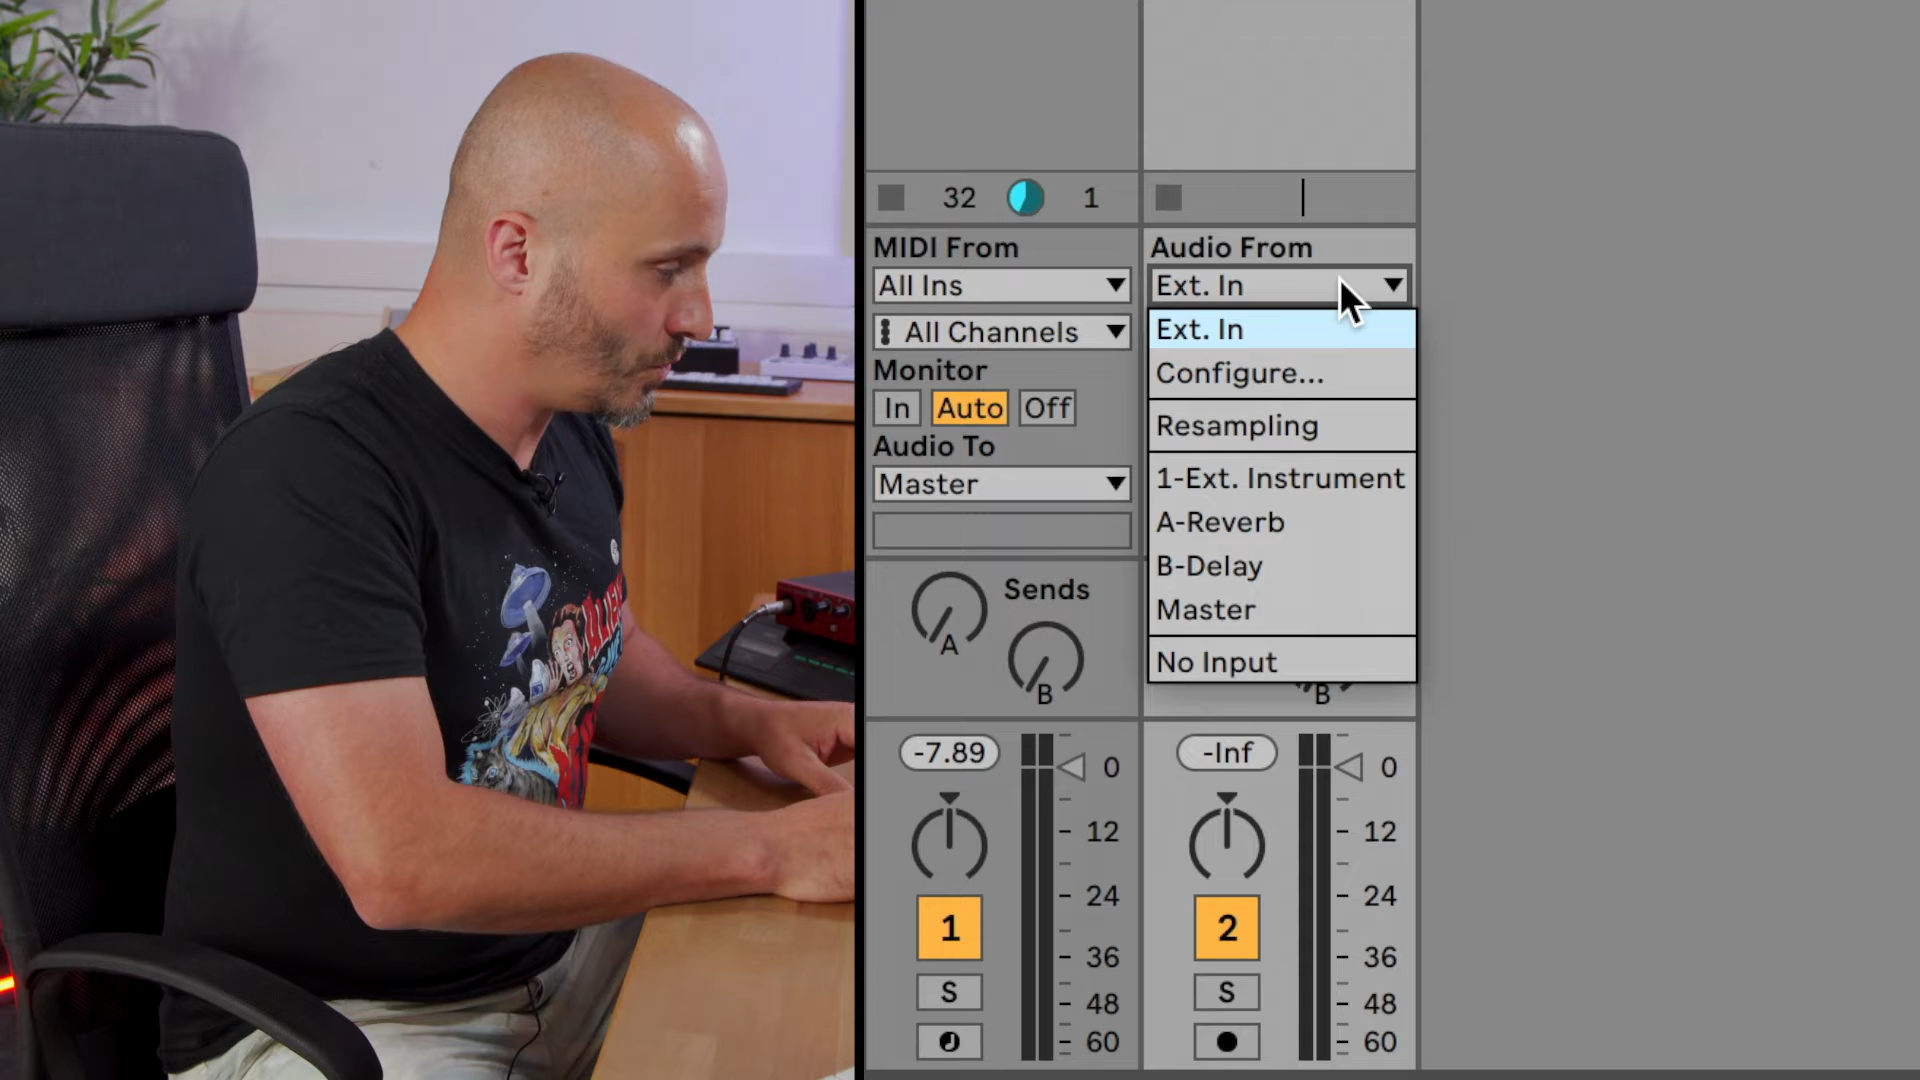 32 1
MIDI From
All Ins
All Channels
Monitor
In Auto Off
Audio To
Master
Sends
A
B
-7.89
0
12
24
36
48
60
1
S
Audio From
Ext. In
Ext. In
Configure...
Resampling
1-Ext. Instrument
A-Reverb
B-Delay
Master
No Input
B
-Inf
0
12
24
36
48
60
2
S